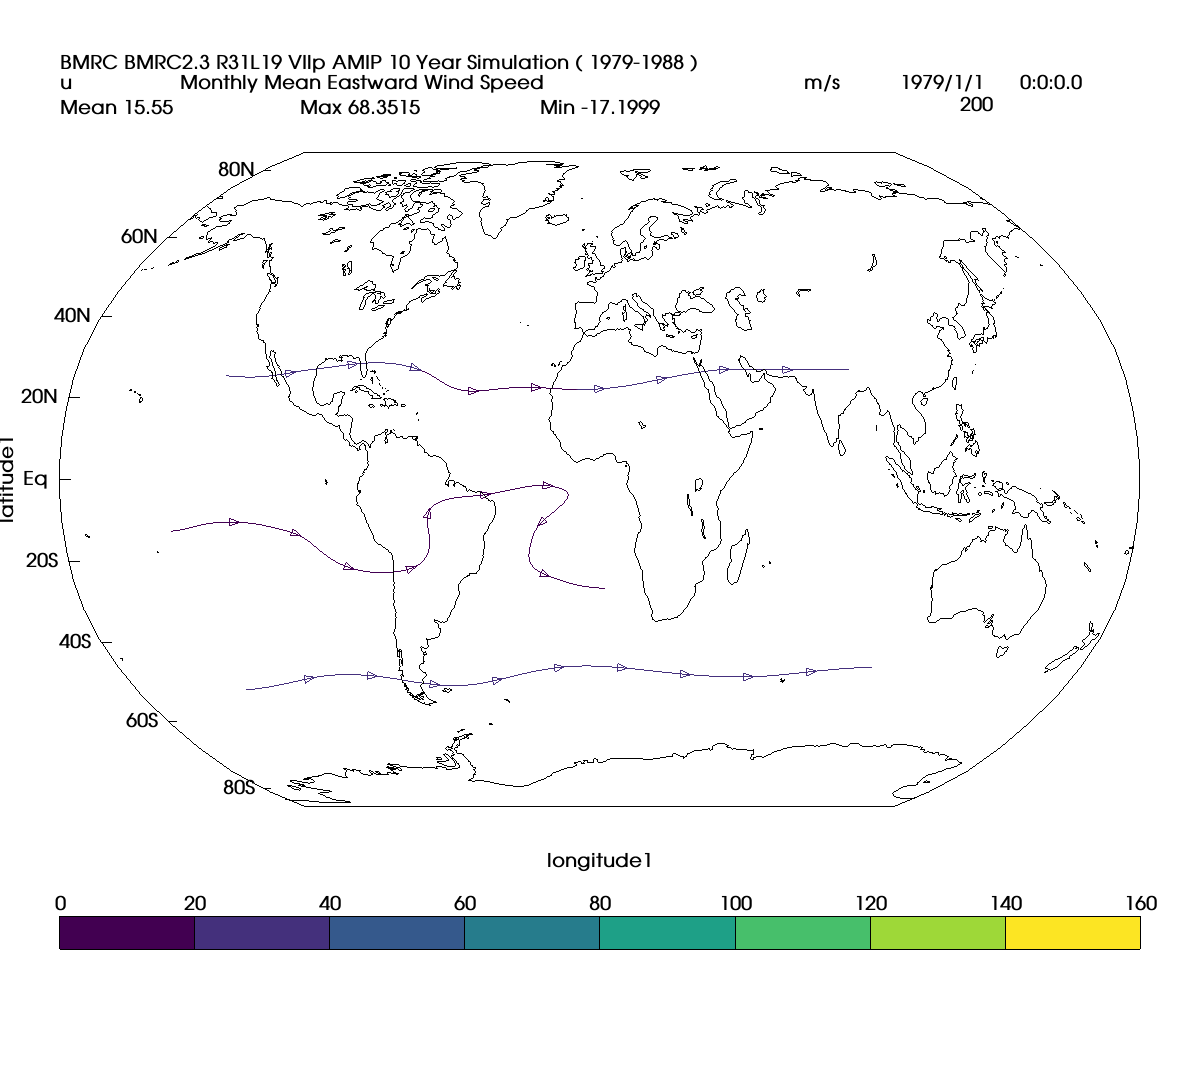 BMRC BMRC2.3 R31L19 VIIp AMIP 10 Year Simulation ( 1979-1988 )
u Monthly Mean Eastward Wind Speed m/s 1979/1/1 0:0:0.0
Mean 15.55 Max 68.3515 Min -17.1999 200
80N
60N
40N
20N
Eq
20S
40S
60S
80S
latitude1
longitude1
0 20 40 60 80 100 120 140 160